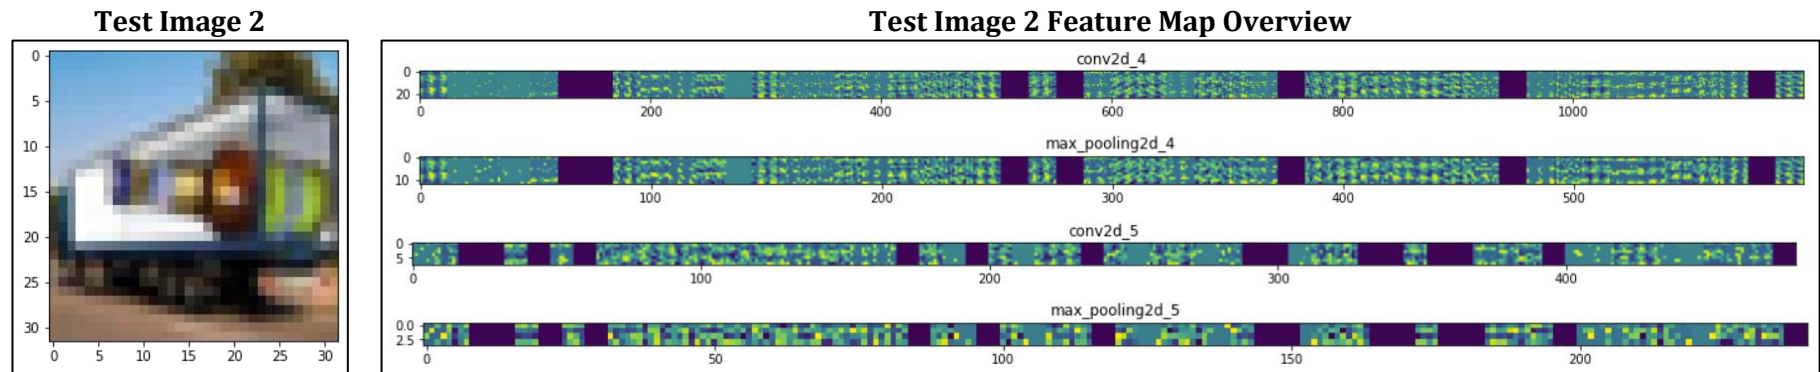 Test Image 2
Test Image 2 Feature Map Overview
0
5
10
15
20
25
30
0 5 10 15 20 25 30
conv2d_4
0
20
0 200 400 600 800 1000
max_pooling2d_4
0
10
0 100 200 300 400 500
conv2d_5
0
5
0 100 200 300 400
max_pooling2d_5
0.0
2.5
0 50 100 150 200